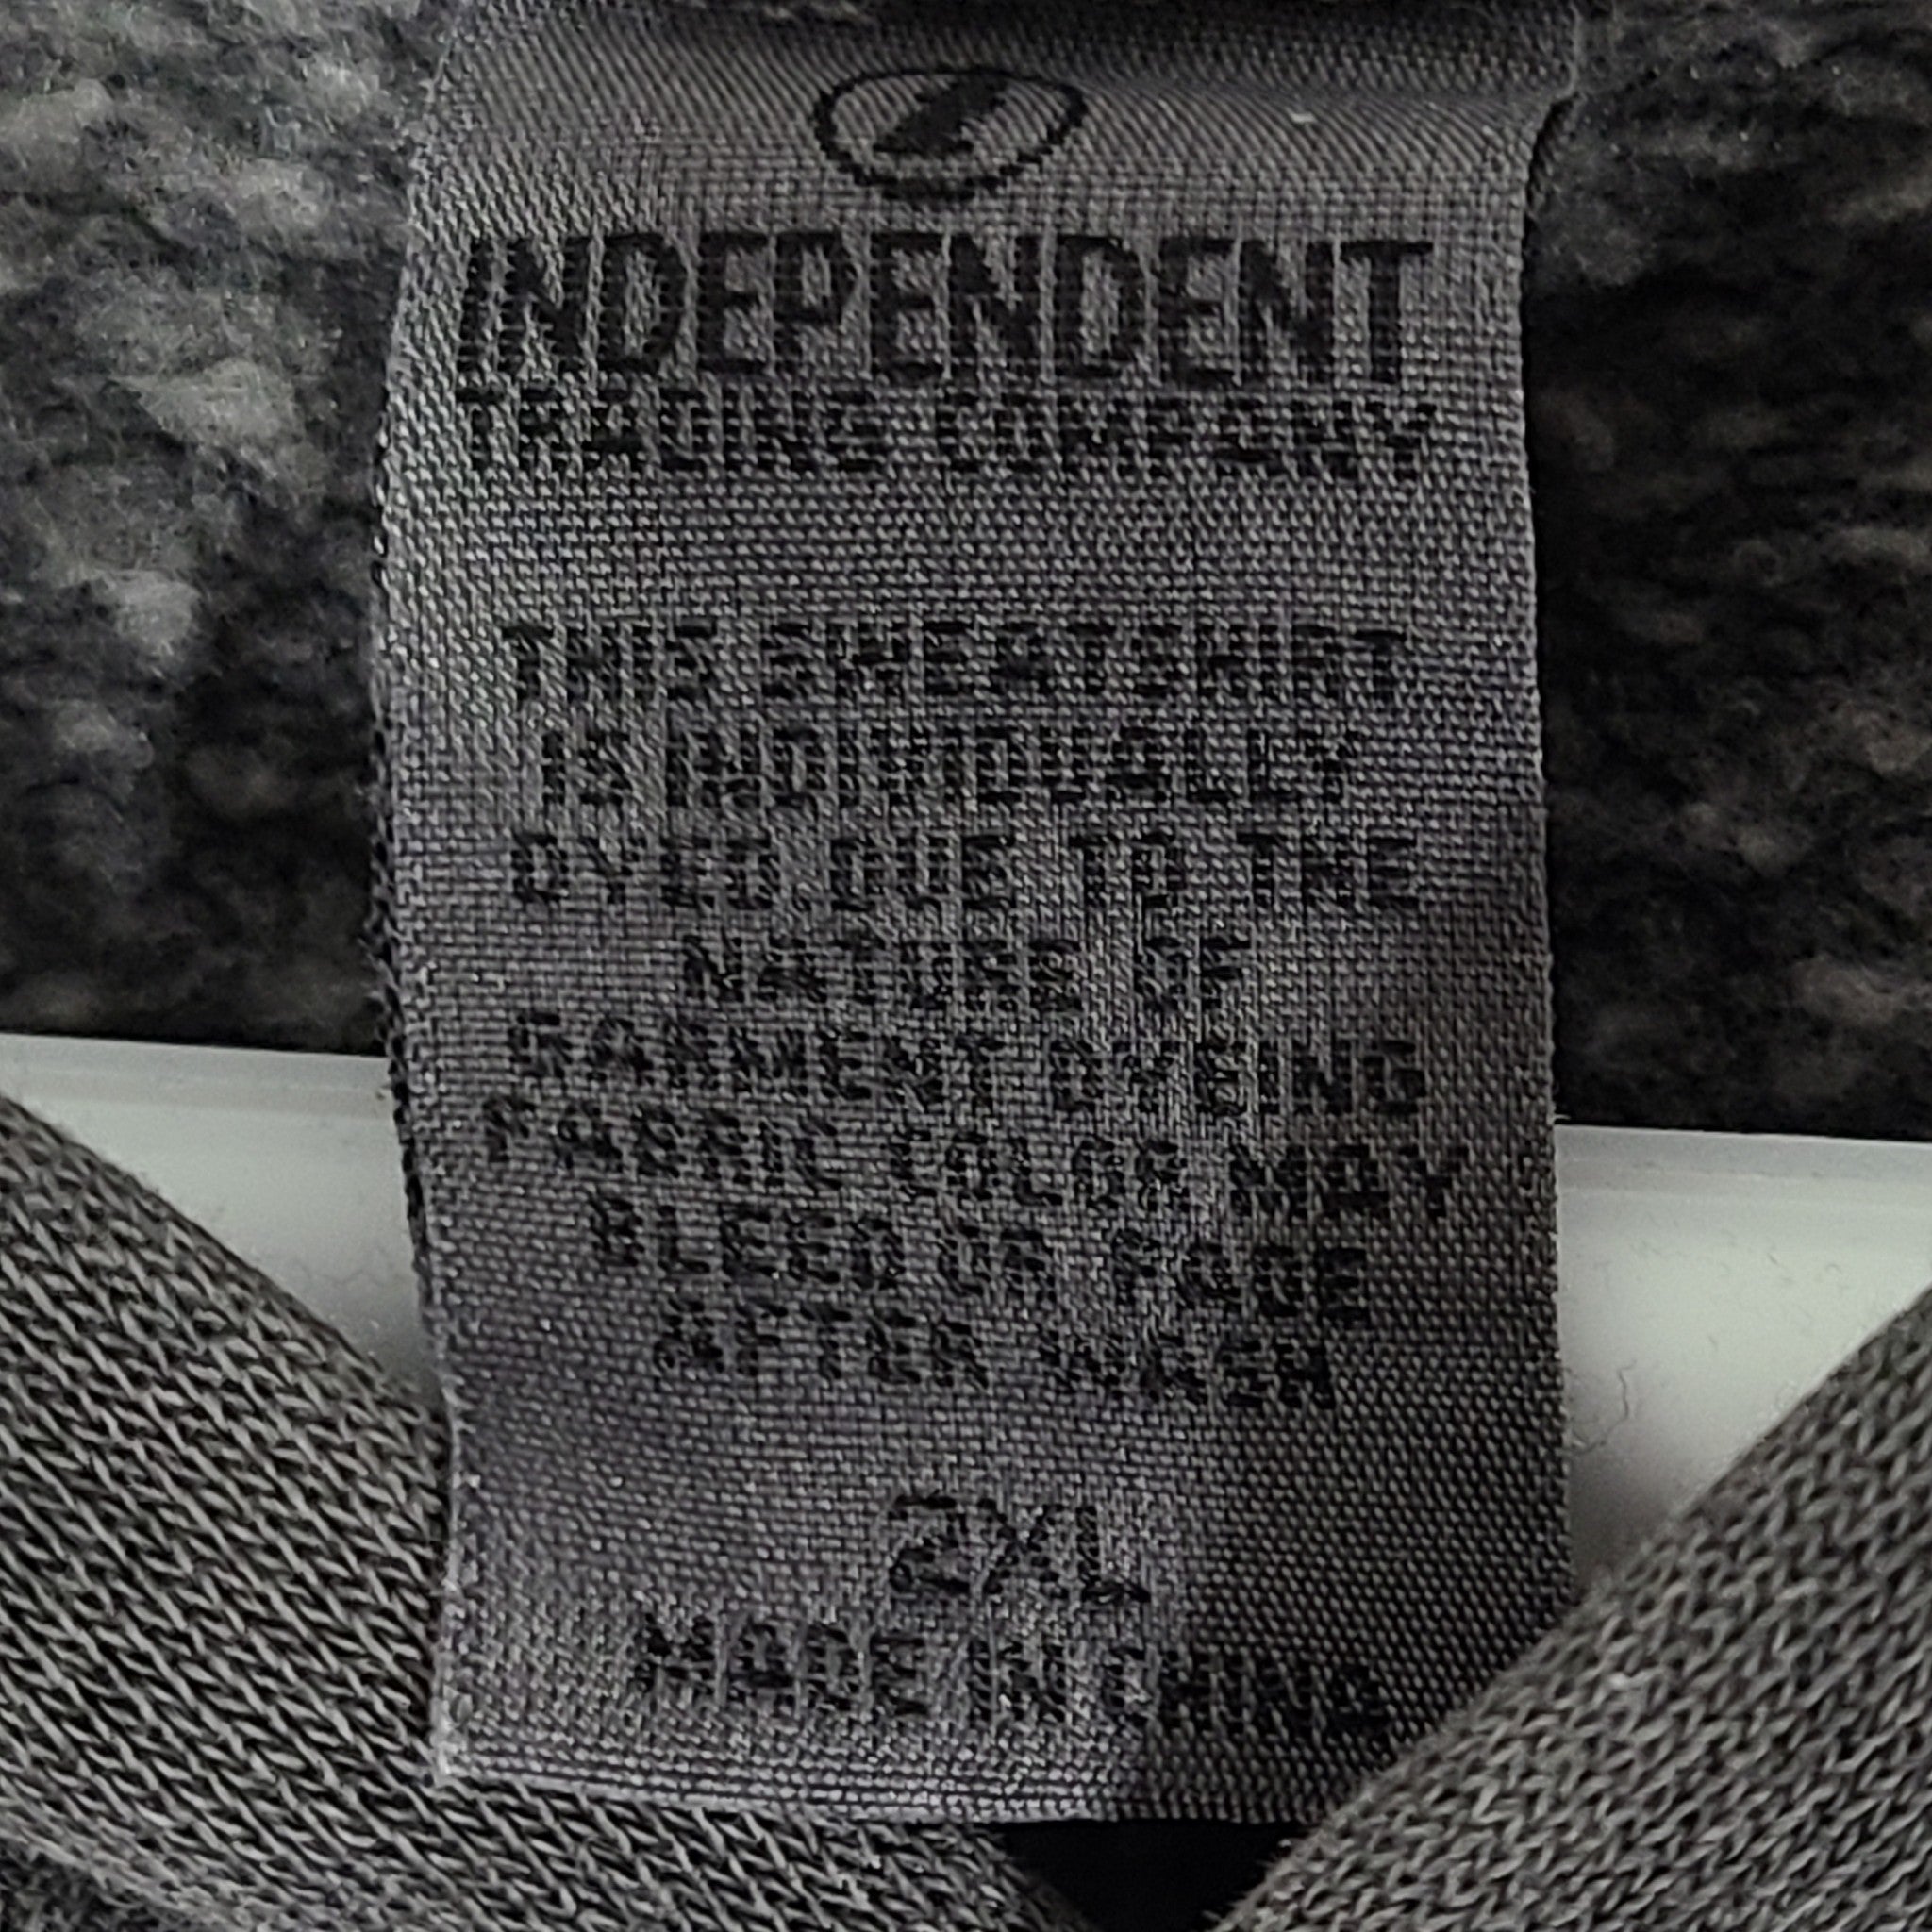 INDEPENDENT
TRADING COMPANY
THIS SWEATSHIRT
IS INDIVIDUALLY
DYED.DUE TO THE
NATURE OF
GARMENT DYEING
FABRIC COLOR MAY
BLEED OR FADE
AFTER WASH
2XL
MADE IN CHINA